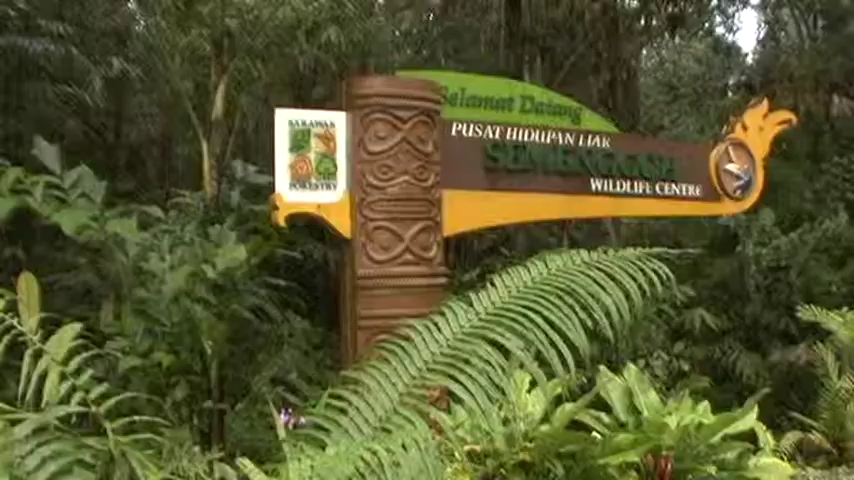 SARAWAK
FORESTRY
Selamat Datang
PUSAT HIDUPAN LIAR
SEMENGGOH
WILDLIFE CENTRE